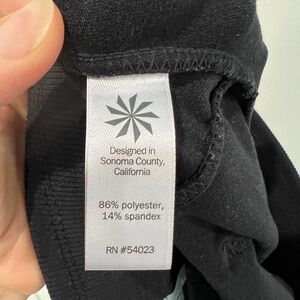 Designed in
Sonoma County,
California
86% polyester,
14% spandex
RN #54023